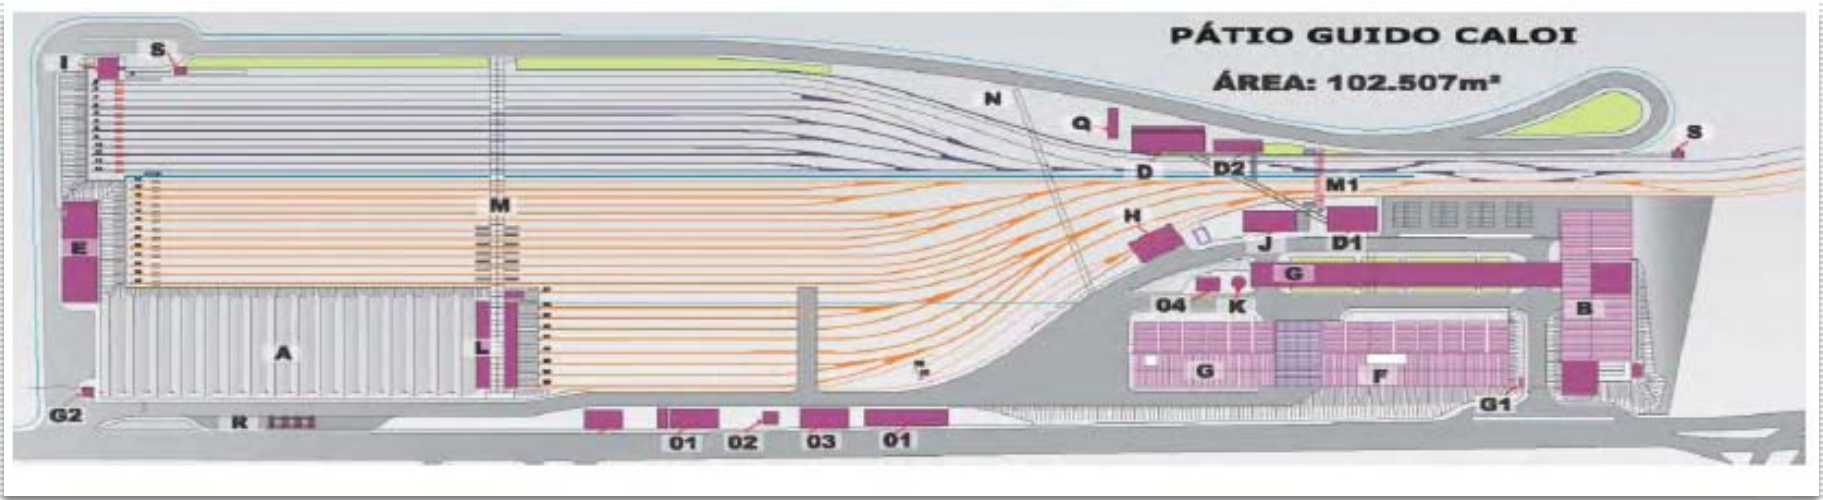 PÁTIO GUIDO CALOI
ÁREA: 102.507m²
I
S
N
Q
S
D
D2
M1
M
H
E
J
D1
G
04
K
B
A
L
G
F
G2
G1
R
01
02
03
01